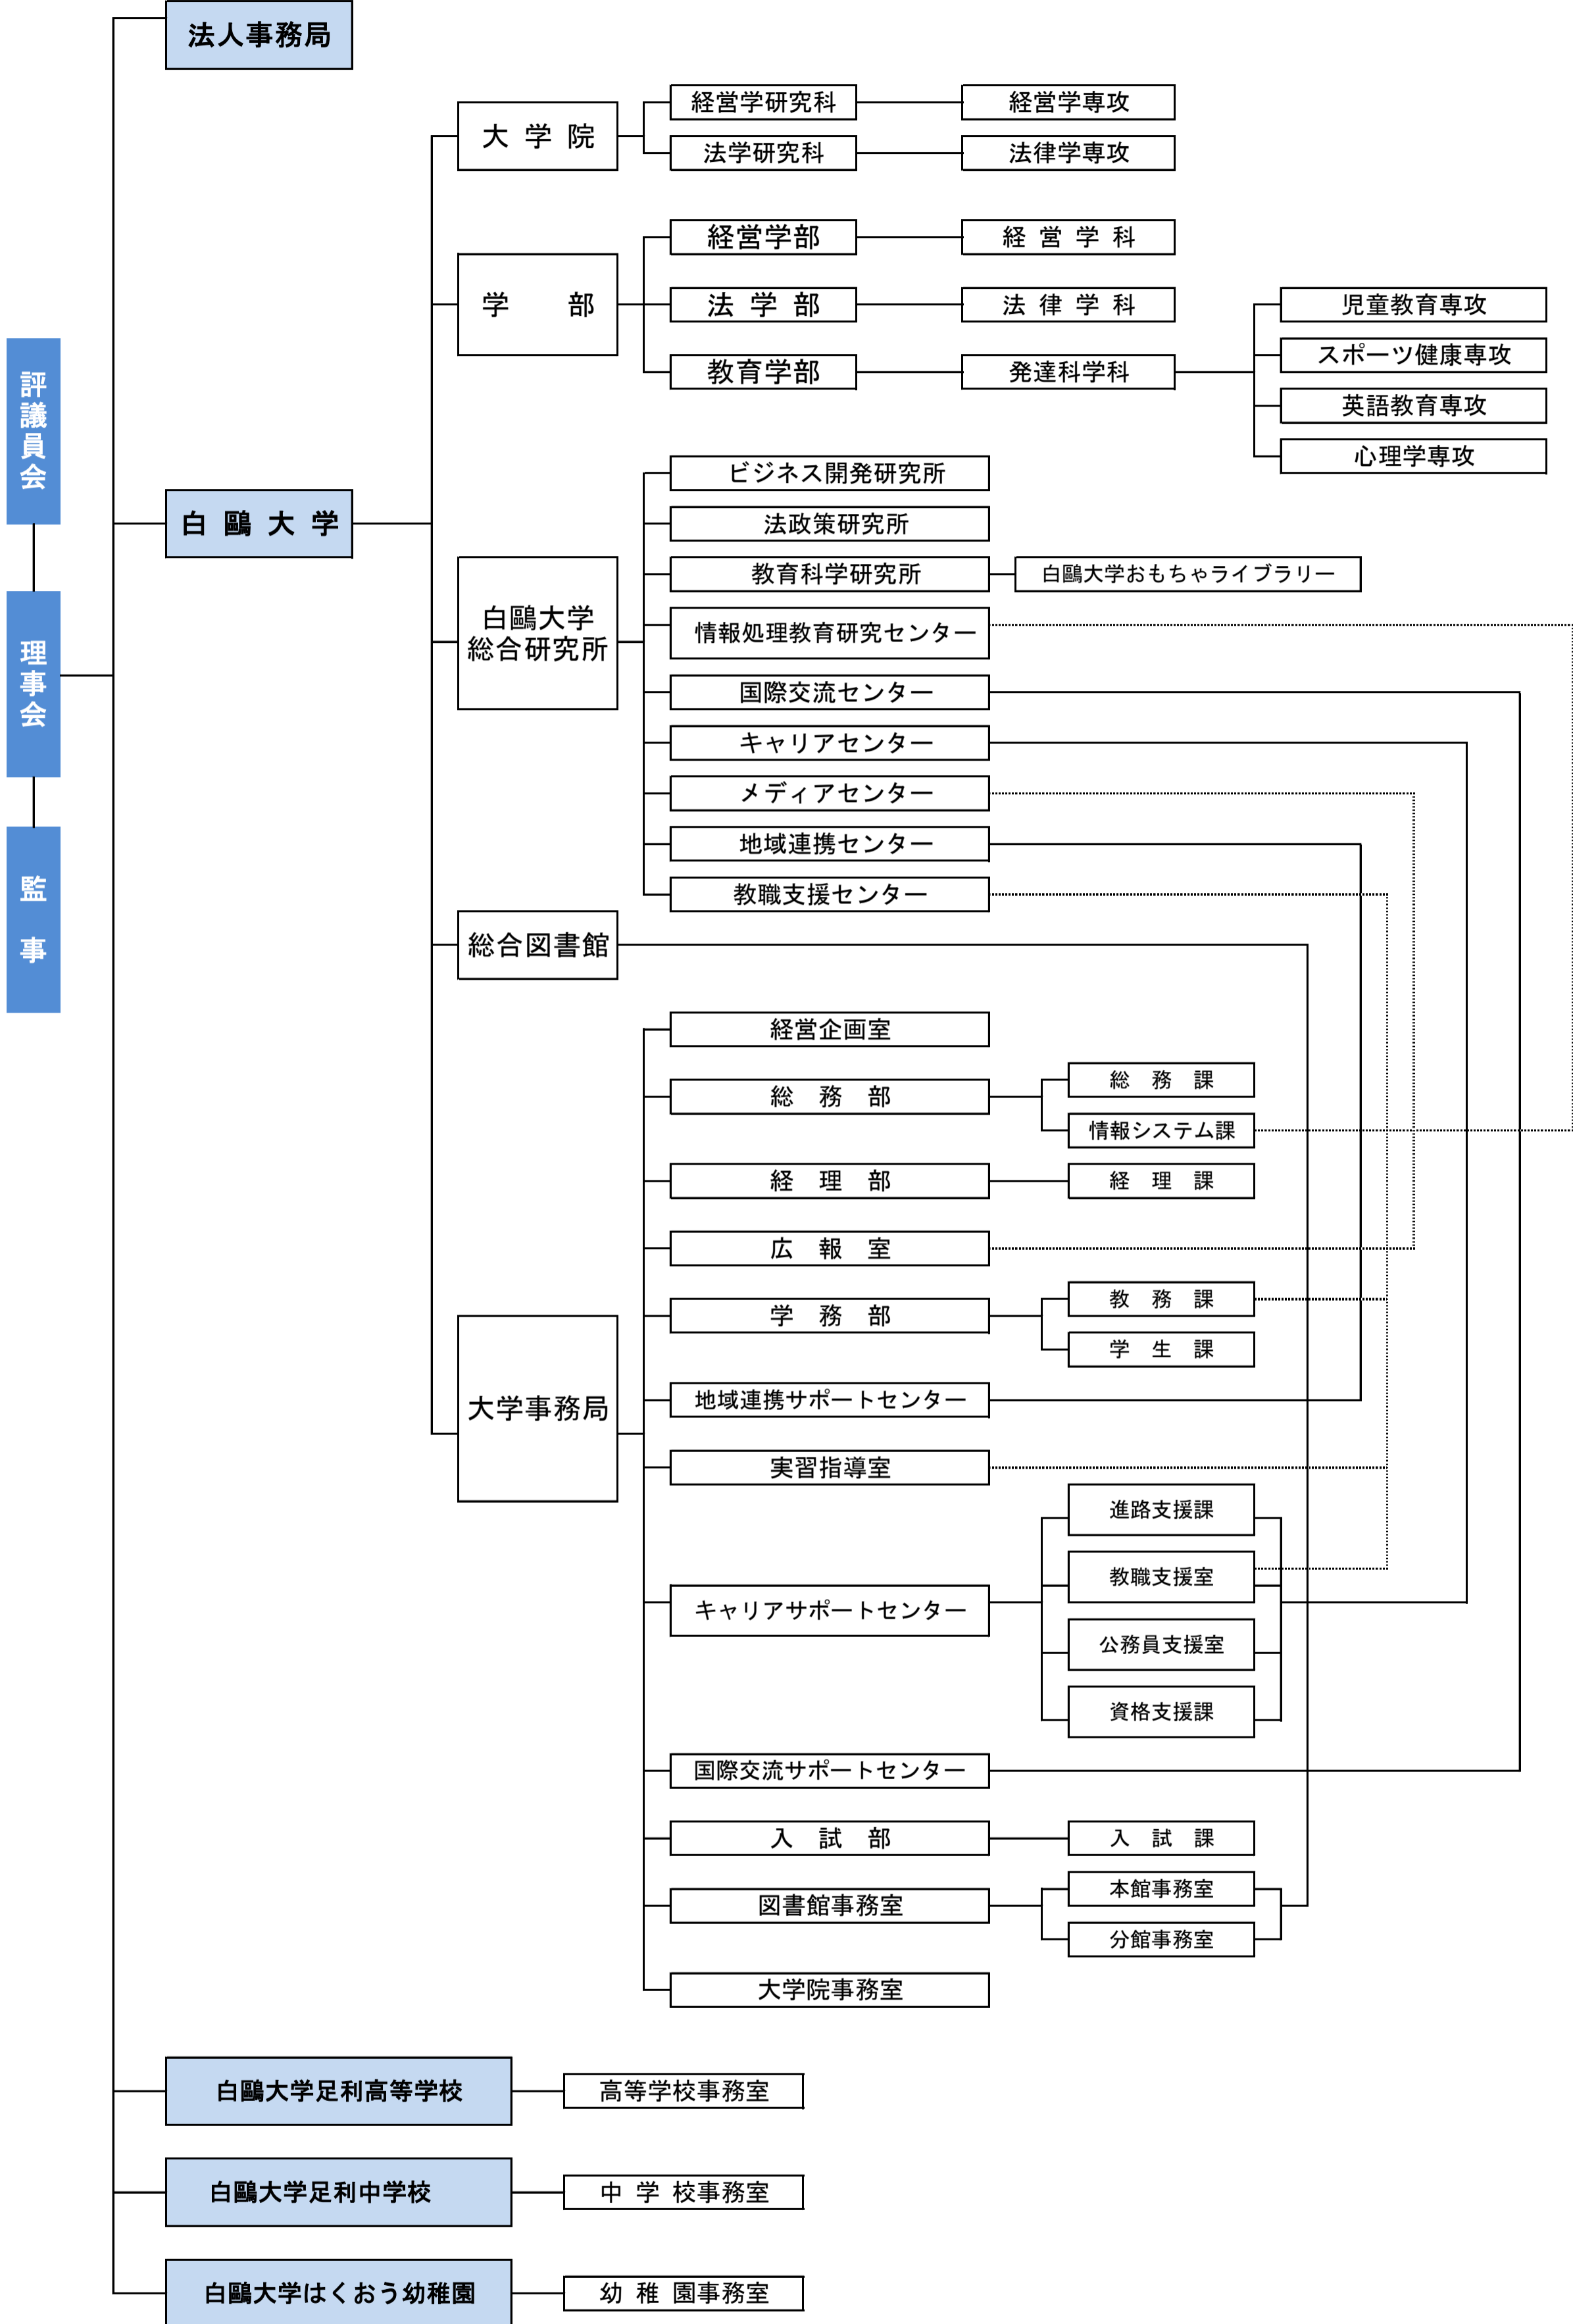 法人事務局
大学院
経営学研究科
経営学専攻
法学研究科
法律学専攻
学　部
経営学部
経営学科
法学部
法律学科
教育学部
発達科学科
児童教育専攻
スポーツ健康専攻
英語教育専攻
心理学専攻
評議員会
理事会
監事
白鷗大学
白鷗大学
総合研究所
ビジネス開発研究所
法政策研究所
教育科学研究所
白鷗大学おもちゃライブラリー
情報処理教育研究センター
国際交流センター
キャリアセンター
メディアセンター
地域連携センター
教職支援センター
総合図書館
大学事務局
経営企画室
総　務　部
総　務　課
情報システム課
経　理　部
経　理　課
広　報　室
学　務　部
教　務　課
学　生　課
地域連携サポートセンター
実習指導室
キャリアサポートセンター
進路支援課
教職支援室
公務員支援室
資格支援課
国際交流サポートセンター
入　試　部
入　試　課
図書館事務室
本館事務室
分館事務室
大学院事務室
白鷗大学足利高等学校
高等学校事務室
白鷗大学足利中学校
中 学 校事務室
白鷗大学はくおう幼稚園
幼 稚 園事務室